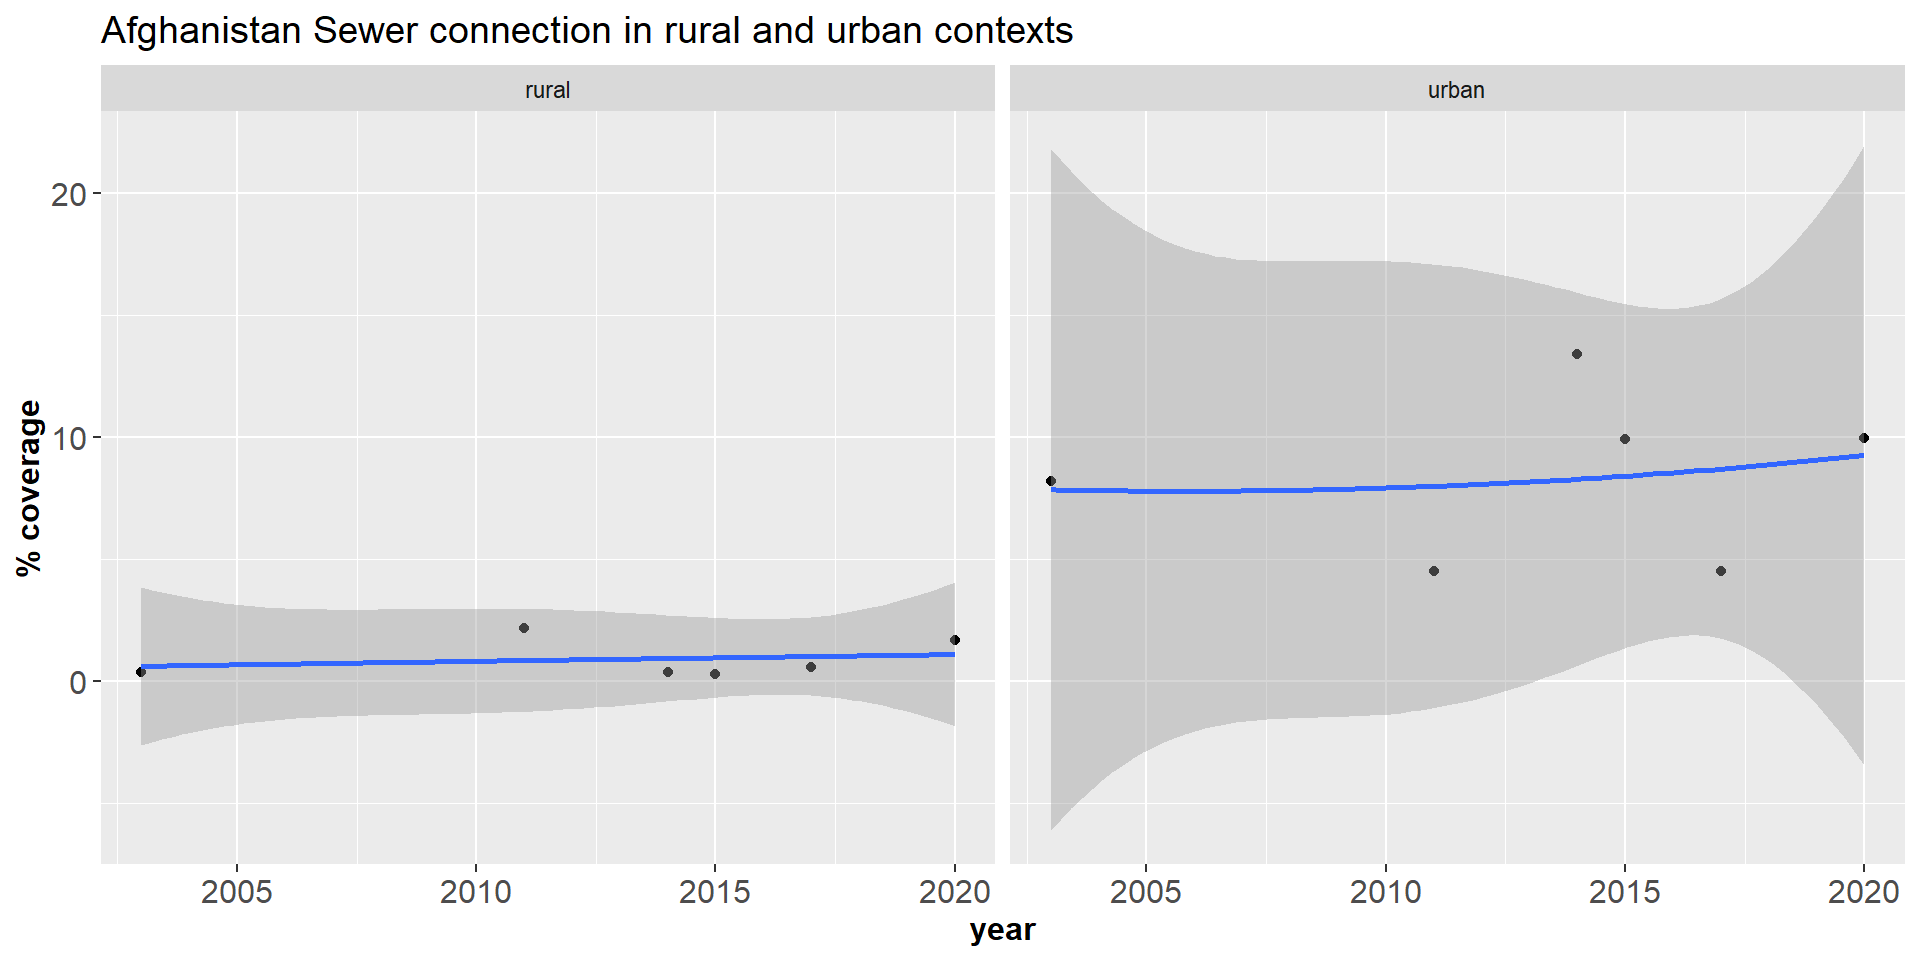 Afghanistan Sewer connection in rural and urban contexts
rural
urban
% coverage
20
10
0
2005 2010 2015 2020
2005 2010 2015 2020
year